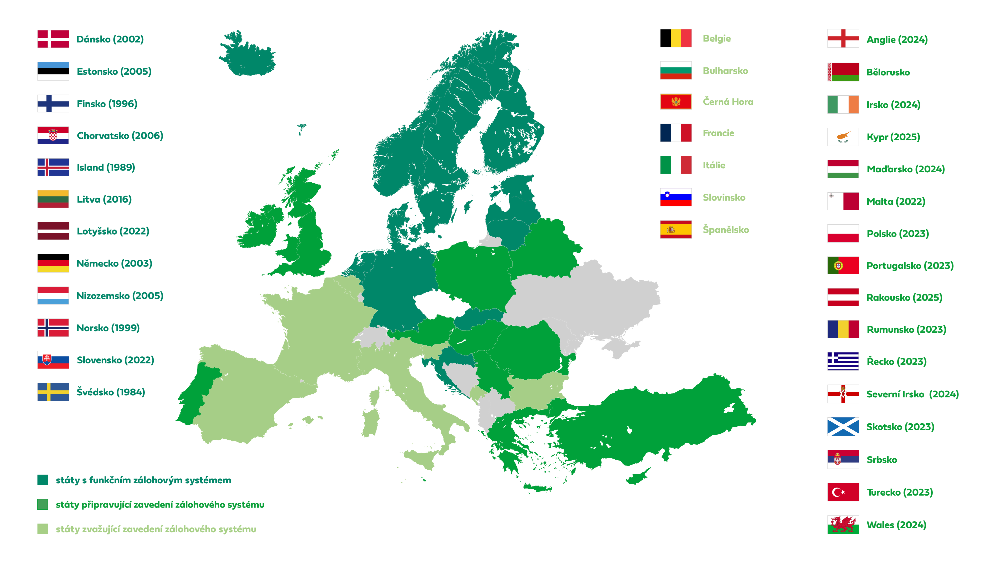 Dánsko (2002)
Estonsko (2005)
Finsko (1996)
Chorvatsko (2006)
Island (1989)
Litva (2016)
Lotyšsko (2022)
Německo (2003)
Nizozemsko (2005)
Norsko (1999)
Slovensko (2022)
Švédsko (1984)
státy s funkčním zálohovým systémem
státy připravující zavedení zálohového systému
státy zvažující zavedení zálohového systému
Belgie
Bulharsko
Černá Hora
Francie
Itálie
Slovinsko
Španělsko
Anglie (2024)
Bělorusko
Irsko (2024)
Kypr (2025)
Maďarsko (2024)
Malta (2022)
Polsko (2023)
Portugalsko (2023)
Rakousko (2025)
Rumunsko (2023)
Řecko (2023)
Severní Irsko (2024)
Skotsko (2023)
Srbsko
Turecko (2023)
Wales (2024)